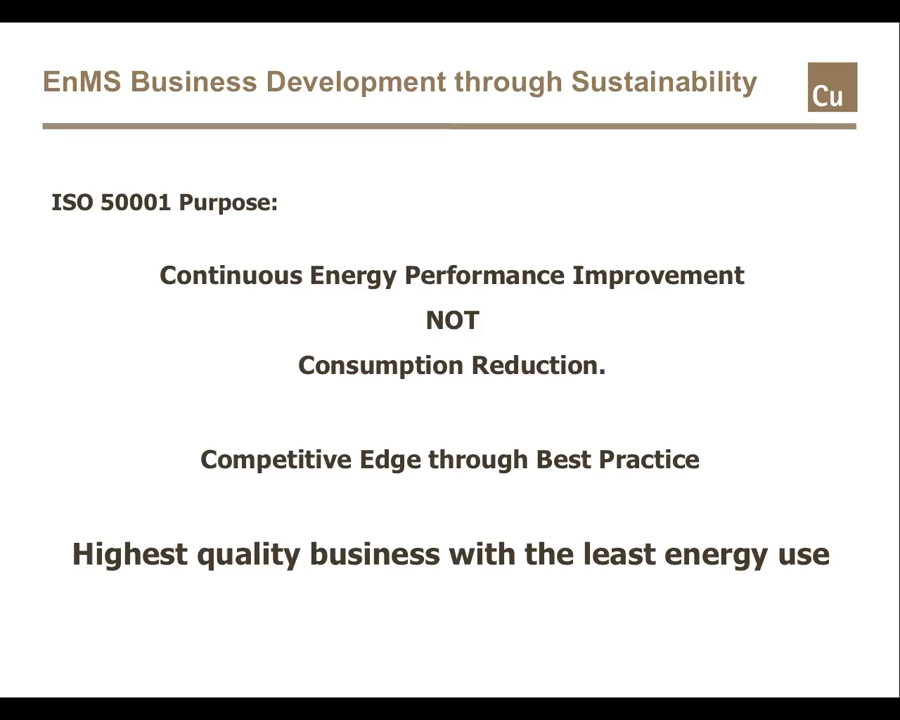 EnMS Business Development through Sustainability
Cu
ISO 50001 Purpose:
Continuous Energy Performance Improvement
NOT
Consumption Reduction.
Competitive Edge through Best Practice
Highest quality business with the least energy use